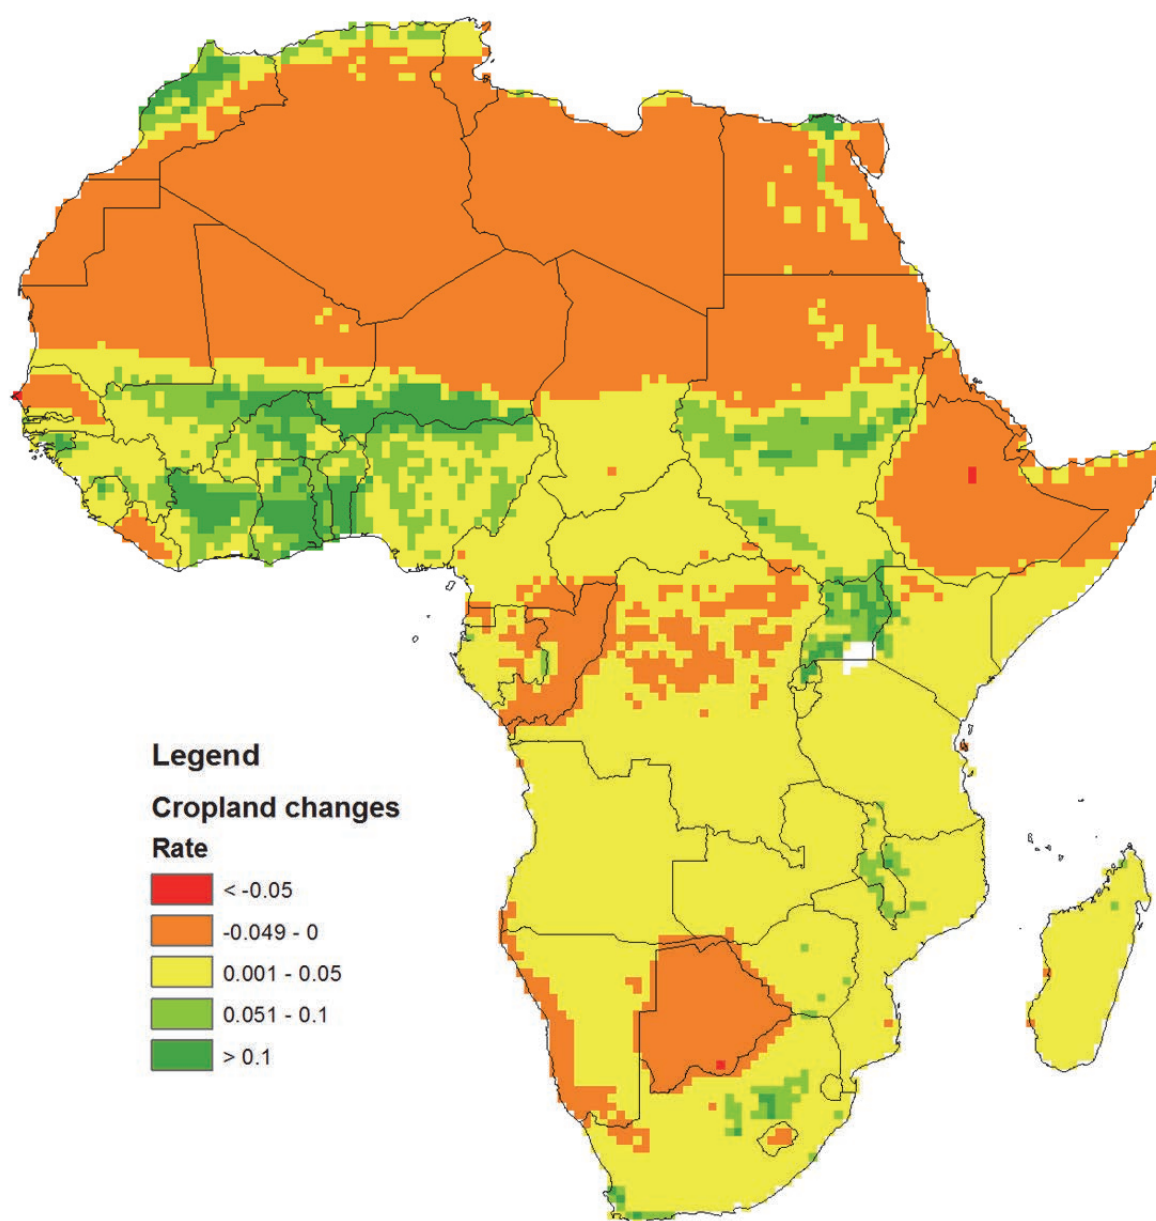 Legend
Cropland changes
Rate
< -0.05
-0.049 - 0
0.001 - 0.05
0.051 - 0.1
> 0.1